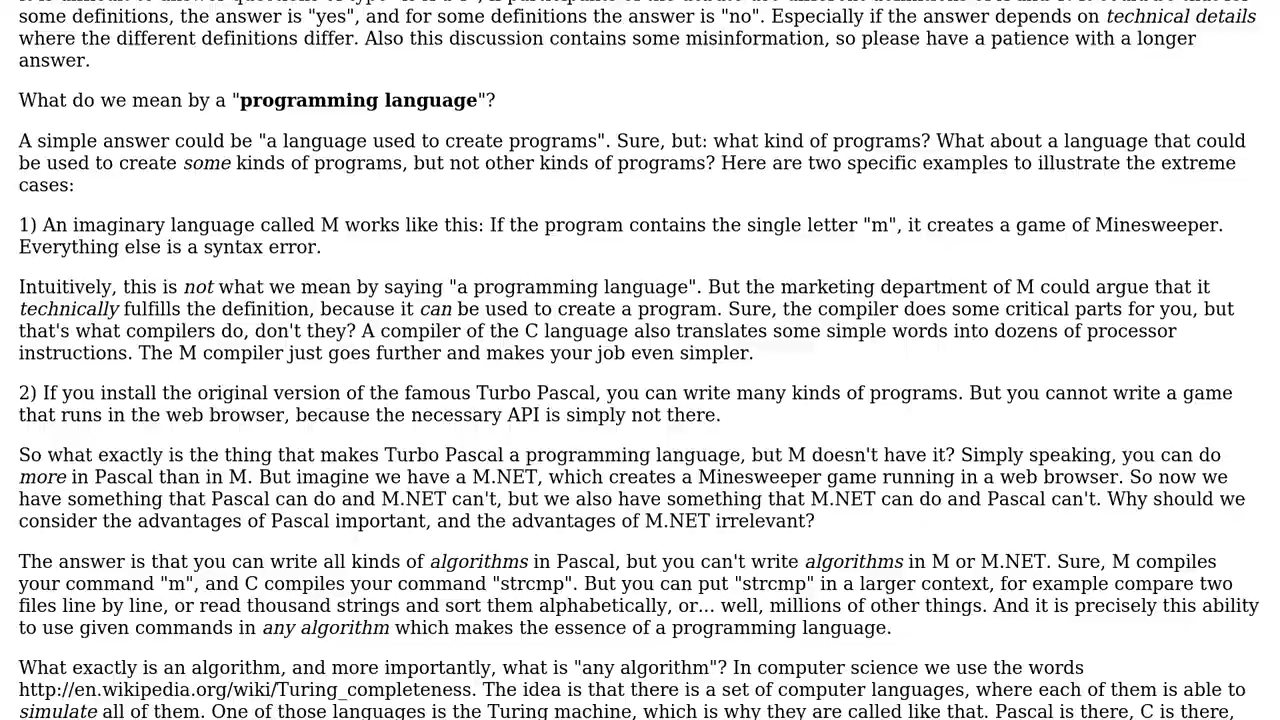 some definitions, the answer is "yes", and for some definitions the answer is "no". Especially if the answer depends on technical details
where the different definitions differ. Also this discussion contains some misinformation, so please have a patience with a longer
answer.
What do we mean by a "programming language"?
A simple answer could be "a language used to create programs". Sure, but: what kind of programs? What about a language that could
be used to create some kinds of programs, but not other kinds of programs? Here are two specific examples to illustrate the extreme
cases:
1) An imaginary language called M works like this: If the program contains the single letter "m", it creates a game of Minesweeper.
Everything else is a syntax error.
Intuitively, this is not what we mean by saying "a programming language". But the marketing department of M could argue that it
technically fulfills the definition, because it can be used to create a program. Sure, the compiler does some critical parts for you, but
that's what compilers do, don't they? A compiler of the C language also translates some simple words into dozens of processor
instructions. The M compiler just goes further and makes your job even simpler.
2) If you install the original version of the famous Turbo Pascal, you can write many kinds of programs. But you cannot write a game
that runs in the web browser, because the necessary API is simply not there.
So what exactly is the thing that makes Turbo Pascal a programming language, but M doesn't have it? Simply speaking, you can do
more in Pascal than in M. But imagine we have a M.NET, which creates a Minesweeper game running in a web browser. So now we
have something that Pascal can do and M.NET can't, but we also have something that M.NET can do and Pascal can't. Why should we
consider the advantages of Pascal important, and the advantages of M.NET irrelevant?
The answer is that you can write all kinds of algorithms in Pascal, but you can't write algorithms in M or M.NET. Sure, M compiles
your command "m", and C compiles your command "strcmp". But you can put "strcmp" in a larger context, for example compare two
files line by line, or read thousand strings and sort them alphabetically, or... well, millions of other things. And it is precisely this ability
to use given commands in any algorithm which makes the essence of a programming language.
What exactly is an algorithm, and more importantly, what is "any algorithm"? In computer science we use the words
http://en.wikipedia.org/wiki/Turing_completeness. The idea is that there is a set of computer languages, where each of them is able to
simulate all of them. One of those languages is the Turing machine, which is why they are called like that. Pascal is there, C is there,